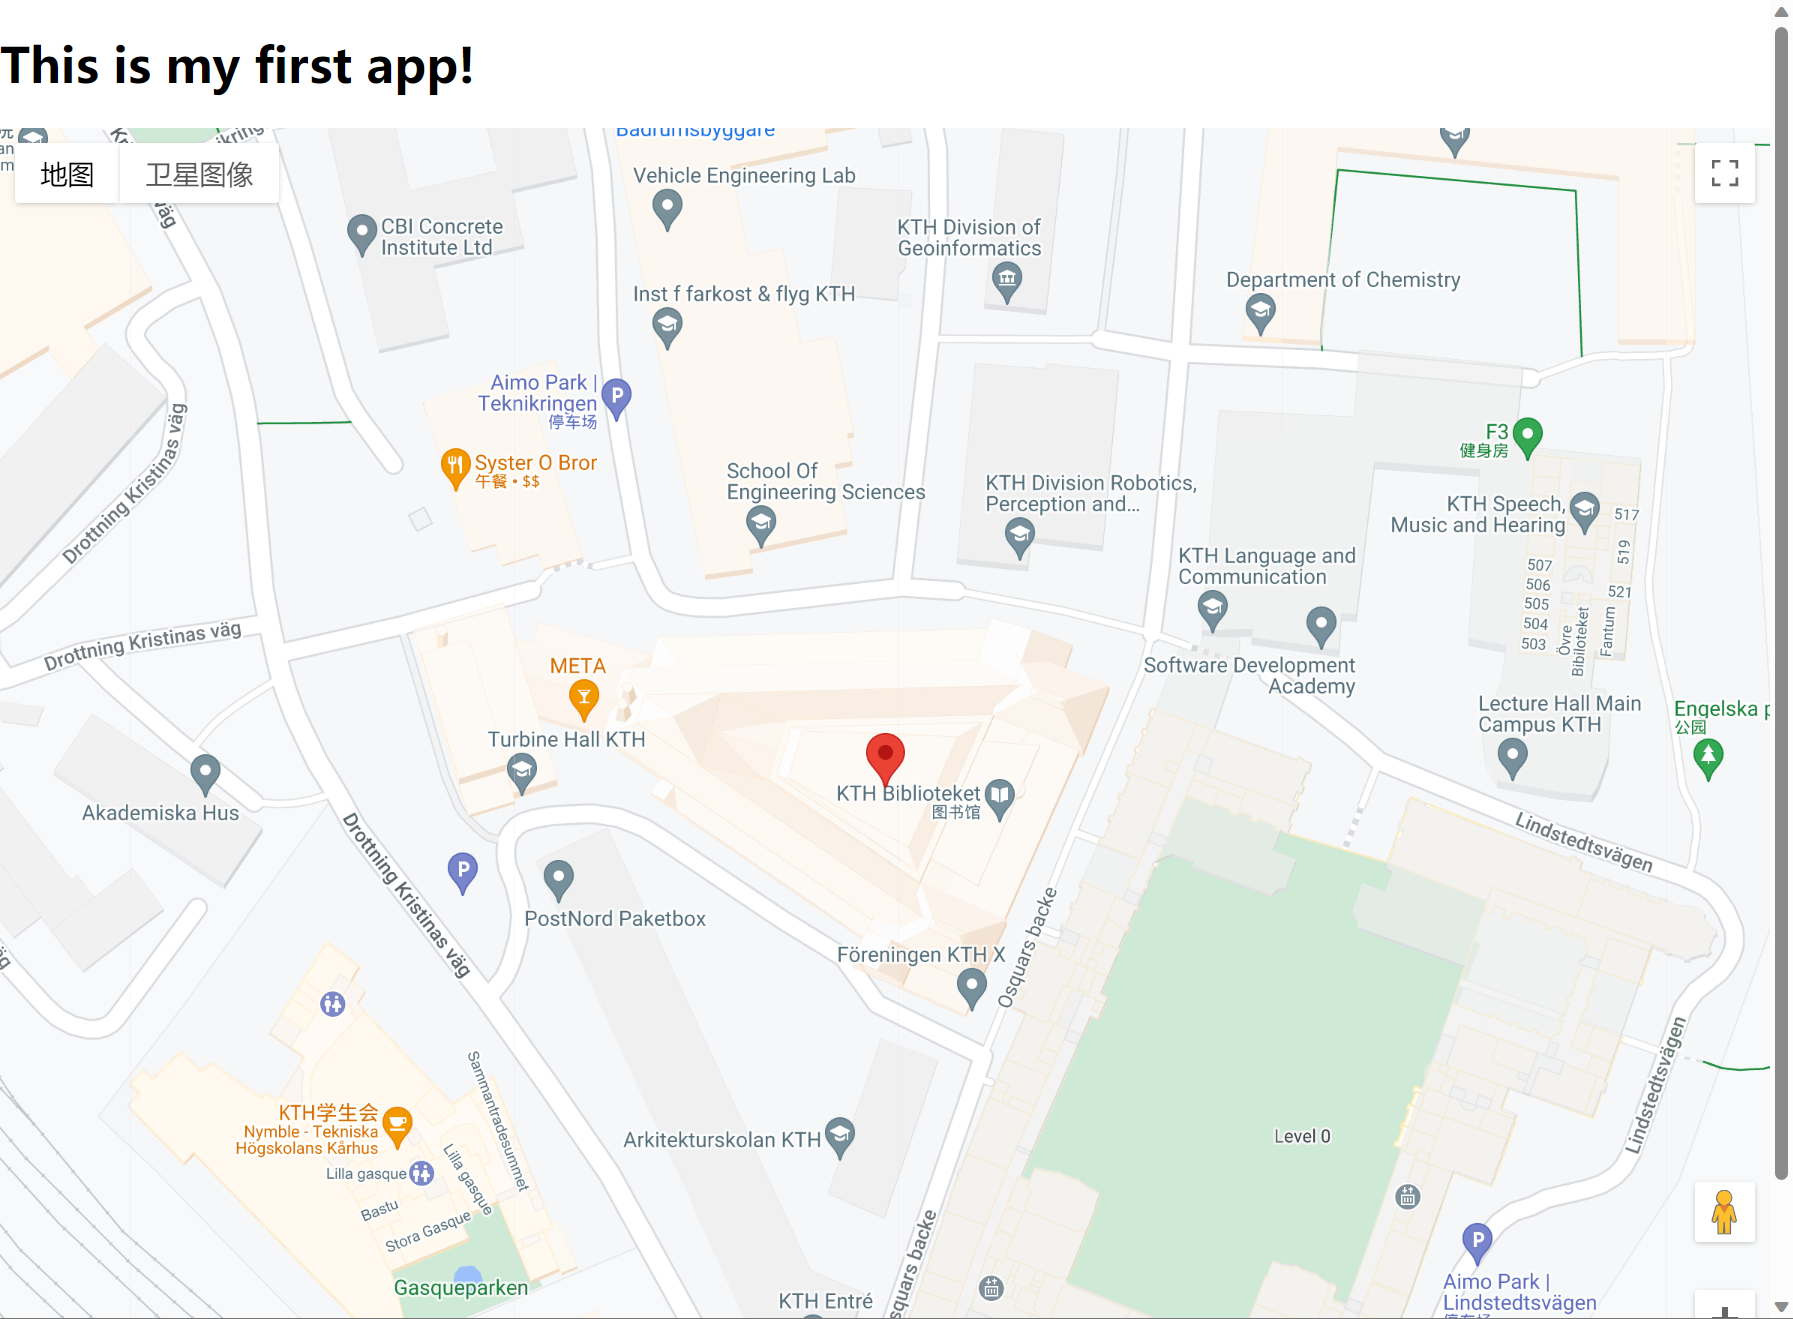 This is my first app!
Badrumsbyggare
地图
卫星图像
väg
Vehicle Engineering Lab
CBI Concrete
Institute Ltd
KTH Division of
Geoinformatics
Department of Chemistry
Inst f farkost & flyg KTH
Aimo Park |
Teknikringen
停车场
Syster O Bror
午餐 • $$
Drottning Kristinas väg
School Of
Engineering Sciences
KTH Division Robotics,
Perception and...
F3
健身房
KTH Speech,
Music and Hearing
517
519
507
506
505
504
503
521
Övre
Bibiloteket
Fantum
KTH Language and
Communication
Software Development
Academy
Drottning Kristinas väg
META
Turbine Hall KTH
KTH Biblioteket
图书馆
Lecture Hall Main
Campus KTH
Engelska p
公园
Akademiska Hus
Drottning Kristinas väg
Lindstedtsvägen
P
PostNord Paketbox
Föreningen KTH X
Osquars backe
Lindstedtsvägen
Sammantradesummet
KTH学生会
Nymble - Tekniska
Högskolans Kårhus
Lilla gasque
Lilla gasque
Bastu
Stora Gasque
Gasqueparken
Arkitekturskolan KTH
Level 0
KTH Entré
squars backe
Aimo Park |
Lindstedtsvägen